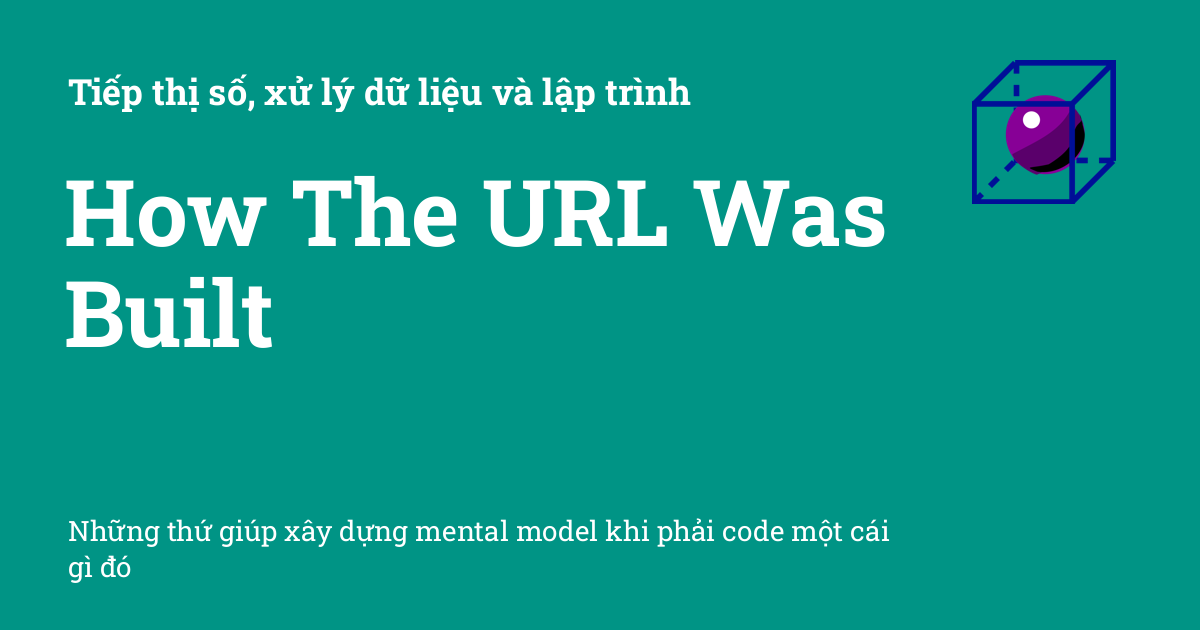 Tiếp thị số, xử lý dữ liệu và lập trình
How The URL Was
Built
Những thứ giúp xây dựng mental model khi phải code một cái
gì đó